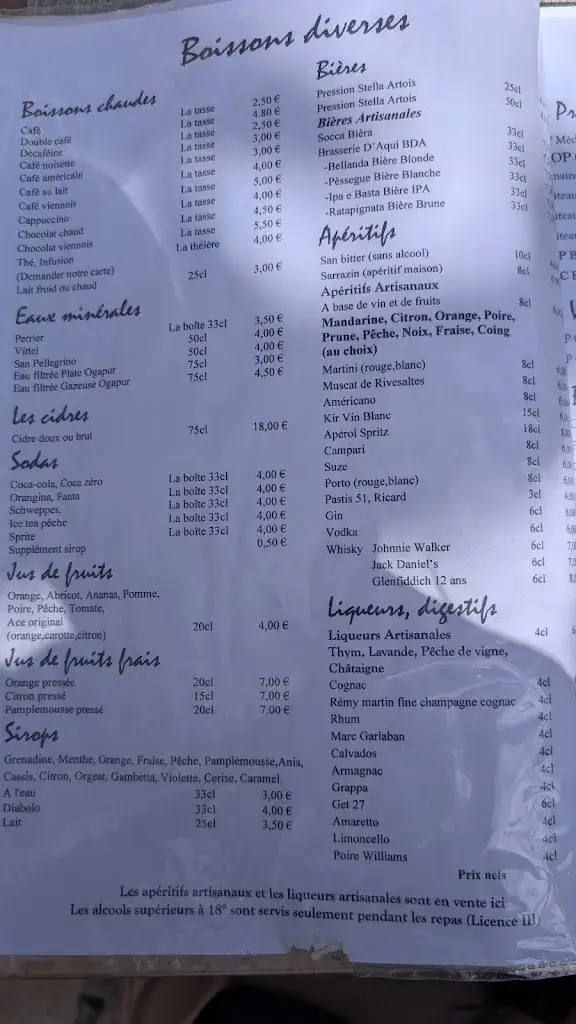 Boissons diverses
Boissons chaudes
Café La tasse 2,50 €
Double café La tasse 4.80 €
Décaféine La tasse 2,50 €
Café noisette La tasse 3,00 €
Café américain La tasse 3,00 €
Café au lait La tasse 4,00 €
Café viennois La tasse 5,00 €
Cappuccino La tasse 4,00 €
Chocolat chaud La tasse 4,50 €
Chocolat viennois La tasse 5,50 €
Thé, Infusion La théière 4,00 €
(Demander notre carte)
Lait froid ou chaud 25cl 3,00 €
Eaux minérales
Perrier La boîte 33cl 3,50 €
Vittel 50cl 4,00 €
San Pellegrino 50cl 4,00 €
Eau filtrée Plate Ogapur 75cl 3,00 €
Eau filtrée Gazeuse Ogapur 75cl 4,50 €
Les cidres
Cidre doux ou brut 75cl 18,00 €
Sodas
Coca-cola, Coca zéro La boîte 33cl 4,00 €
Orangina, Fanta La boîte 33cl 4,00 €
Schweppes, La boîte 33cl 4,00 €
Ice tea pêche La boîte 33cl 4,00 €
Sprite La boîte 33cl 4,00 €
Supplément sirop 0,50 €
Jus de fruits
Orange, Abricot, Ananas, Pomme,
Poire, Pêche, Tomate,
Ace original
(orange,carotte,citron) 20cl 4,00 €
Jus de fruits frais
Orange pressée 20cl 7,00 €
Citron pressé 15cl 7,00 €
Pamplemousse pressé 20cl 7.00 €
Sirops
Grenadine, Menthe, Orange, Fraise, Pêche, Pamplemousse,Anis,
Cassis, Citron, Orgeat, Gambetta, Violette, Cerise, Caramel.
A l'eau 33cl 3,00 €
Diabolo 33cl 4,00 €
Lait 25cl 3,50 €
Bières
Pression Stella Artois 25cl
Pression Stella Artois 50cl
Bières Artisanales
Socca Bièra 33cl
Brasserie D'Aqui BDA
-Bellanda Bière Blonde 33cl
-Pèssegue Bière Blanche 33cl
-Ipa e Basta Bière IPA 33cl
-Ratapignata Bière Brune 33cl
Apéritifs
San bitter (sans alcool) 10cl
Sarrazin (apéritif maison) 8cl
Apéritifs Artisanaux
A base de vin et de fruits 8cl
Mandarine, Citron, Orange, Poire,
Prune, Pêche, Noix, Fraise, Coing
(au choix)
Martini (rouge,blanc) 8cl
Muscat de Rivesaltes 8cl
Américano 8cl
Kir Vin Blanc 15cl
Apérol Spritz 18cl
Campari 8cl
Suze 8cl
Porto (rouge,blanc) 8cl
Pastis 51, Ricard 3cl
Gin 6cl
Vodka 6cl
Whisky Johnnie Walker 6cl
Jack Daniel's 6cl
Glenfiddich 12 ans 6cl
Liqueurs, digestifs
Liqueurs Artisanales 4cl
Thym, Lavande, Pêche de vigne,
Châtaigne
Cognac 4cl
Rémy martin fine champagne cognac 4cl
Rhum 4cl
Marc Garlaban 4cl
Calvados 4cl
Armagnac 4cl
Grappa 4cl
Get 27 6cl
Amaretto 4cl
Limoncello 4cl
Poire Williams 4cl
Prix nets
Les apéritifs artisanaux et les liqueurs artisanales sont en vente ici
Les alcools supérieurs à 18° sont servis seulement pendant les repas (Licence III)